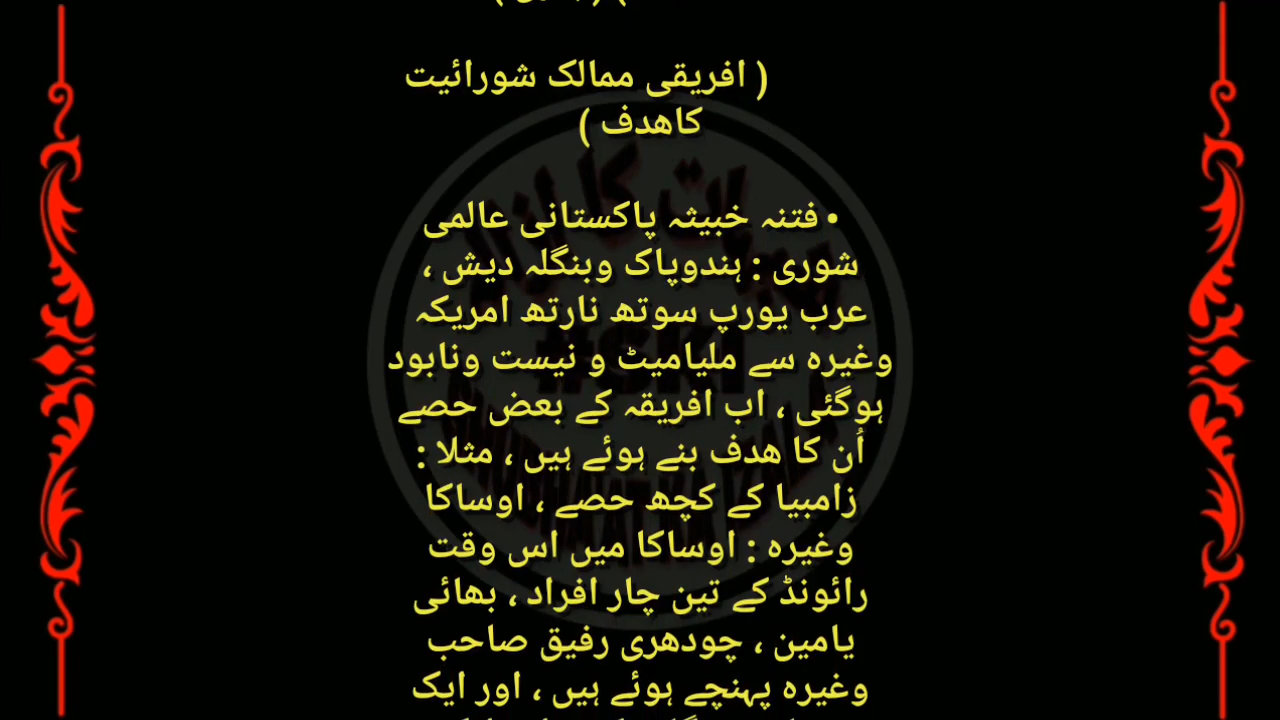 ( افریقی ممالک شورائیت
کاھدف )
• فتنہ خبیثہ پاکستانی عالمی
شوری : ہندوپاک وبنگلہ دیش ،
عرب یورپ سوتھ نارتھ امریکہ
وغیرہ سے ملیامیٹ و نیست ونابود
ہوگئی ، اب افریقہ کے بعض حصے
اُن کا ھدف بنے ہوئے ہیں ، مثلا :
زامبیا کے کچھ حصے ، اوساکا
وغیرہ : اوساکا میں اس وقت
رائونڈ کے تین چار افراد ، بھائی
یامین ، چودھری رفیق صاحب
وغیرہ پہنچے ہوئے ہیں ، اور ایک